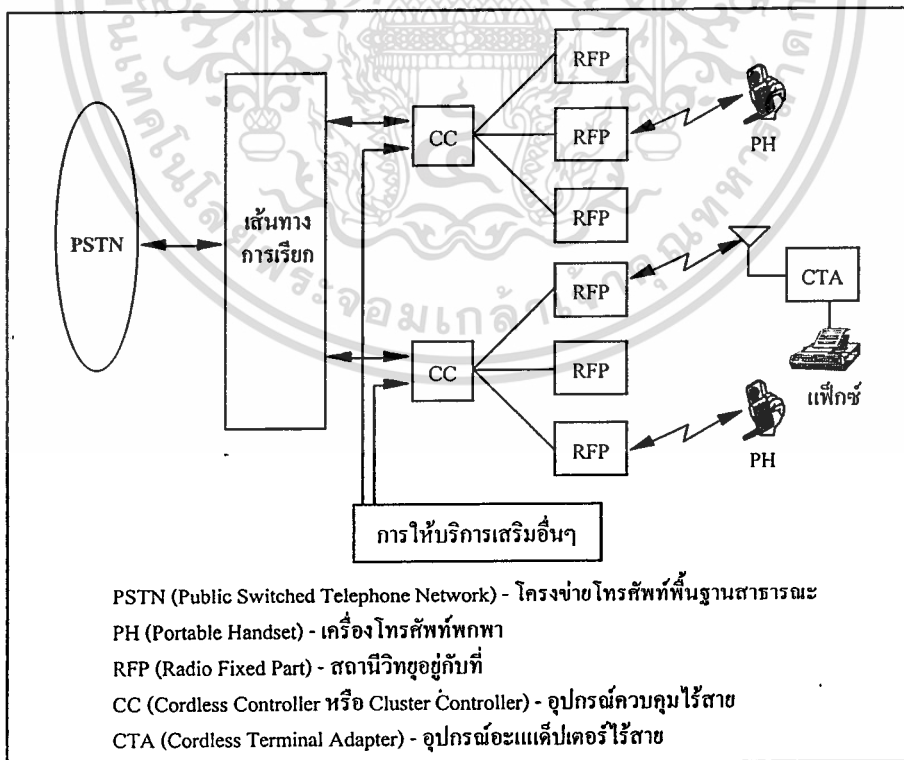 RFP
CC
RFP
PH
RFP
PSTN
เส้นทาง
การเรียก
RFP
CTA
CC
RFP
แฟ็กซ์
RFP
PH
การให้บริการเสริมอื่นๆ
PSTN (Public Switched Telephone Network) - โครงข่ายโทรศัพท์พื้นฐานสาธารณะ
PH (Portable Handset) - เครื่องโทรศัพท์พกพา
RFP (Radio Fixed Part) - สถานีวิทยุอยู่กับที่
CC (Cordless Controller หรือ Cluster Controller) - อุปกรณ์ควบคุมไร้สาย
CTA (Cordless Terminal Adapter) - อุปกรณ์อะแด็ปเตอร์ไร้สาย